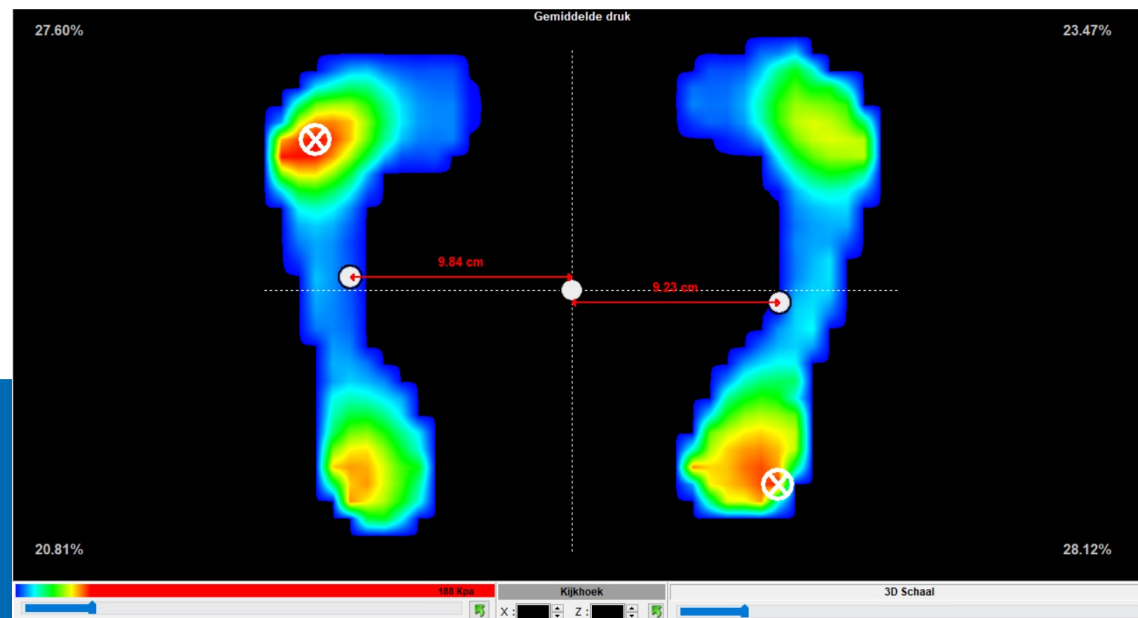 Gemiddelde druk
27.60%
23.47%
9.84 cm
9.23 cm
20.81%
28.12%
188 Kpa
Kijkhoek
3D Schaal
X :
Z :